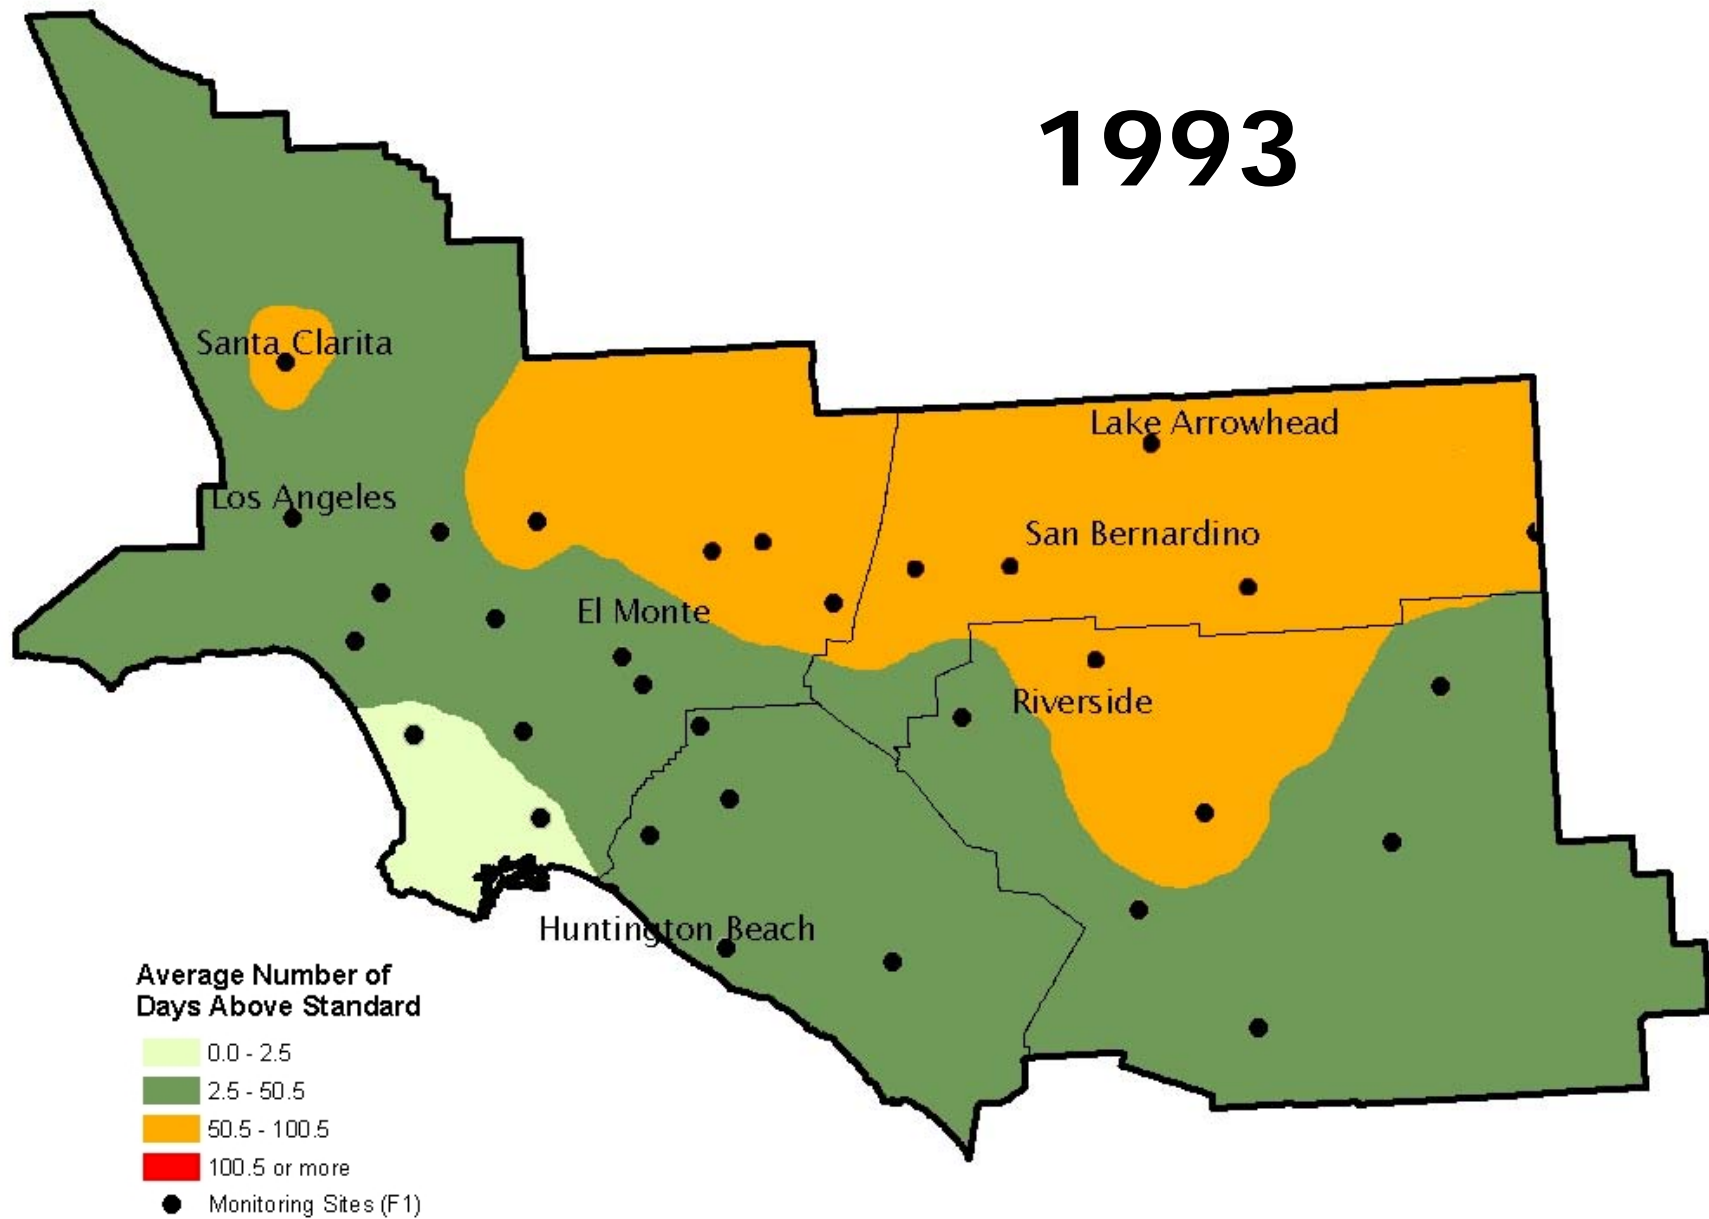 1993
Santa Clarita
Lake Arrowhead
Los Angeles
San Bernardino
El Monte
Riverside
Huntington Beach
Average Number of
Days Above Standard
0.0 - 2.5
2.5 - 50.5
50.5 - 100.5
100.5 or more
Monitoring Sites (F1)